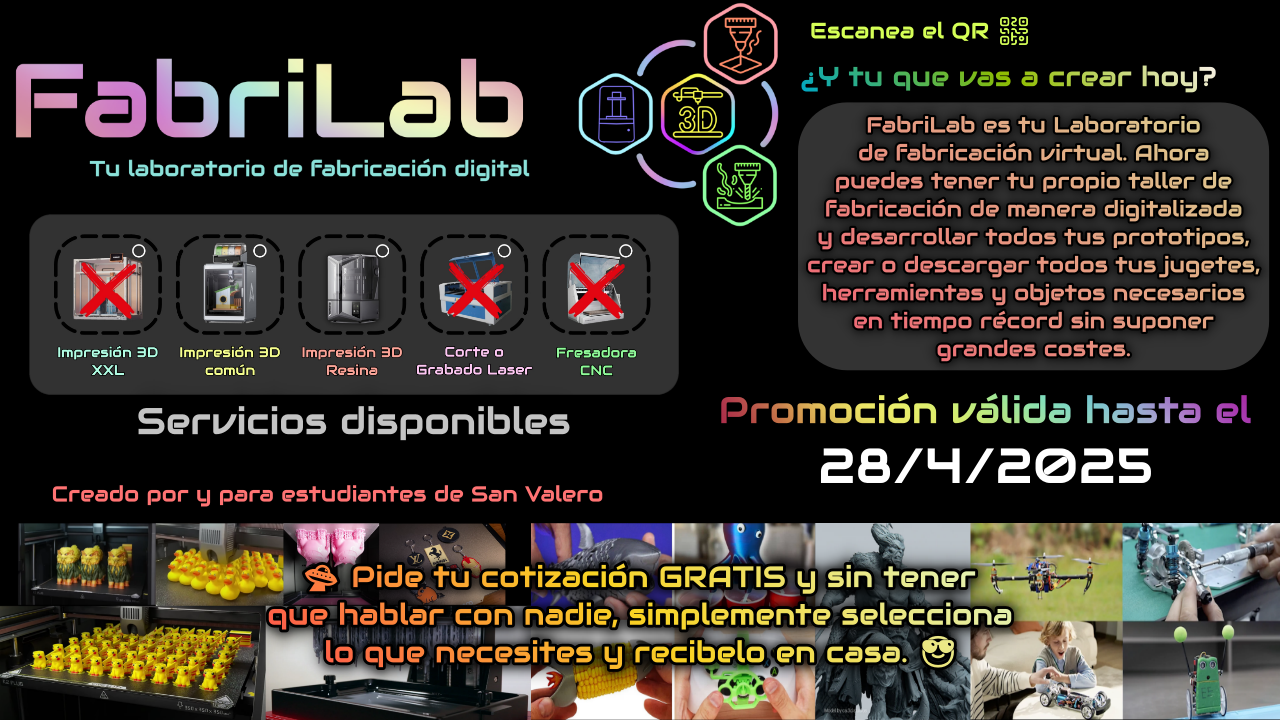 FabriLab
Tu laboratorio de fabricación digital
3D
Escanea el QR
¿Y tu que vas a crear hoy?
FabriLab es tu Laboratorio
de fabricación virtual. Ahora
puedes tener tu propio taller de
fabricación de manera digitalizada
y desarrollar todos tus prototipos,
crear o descargar todos tus jugetes,
herramientas y objetos necesarios
en tiempo récord sin suponer
grandes costes.
Impresión 3D
XXL
Impresión 3D
común
Impresión 3D
Resina
Corte o
Grabado Laser
Fresadora
CNC
Servicios disponibles
Promoción válida hasta el
28/4/2025
Creado por y para estudiantes de San Valero
Pide tu cotización GRATIS y sin tener
que hablar con nadie, simplemente selecciona
lo que necesites y recibelo en casa.